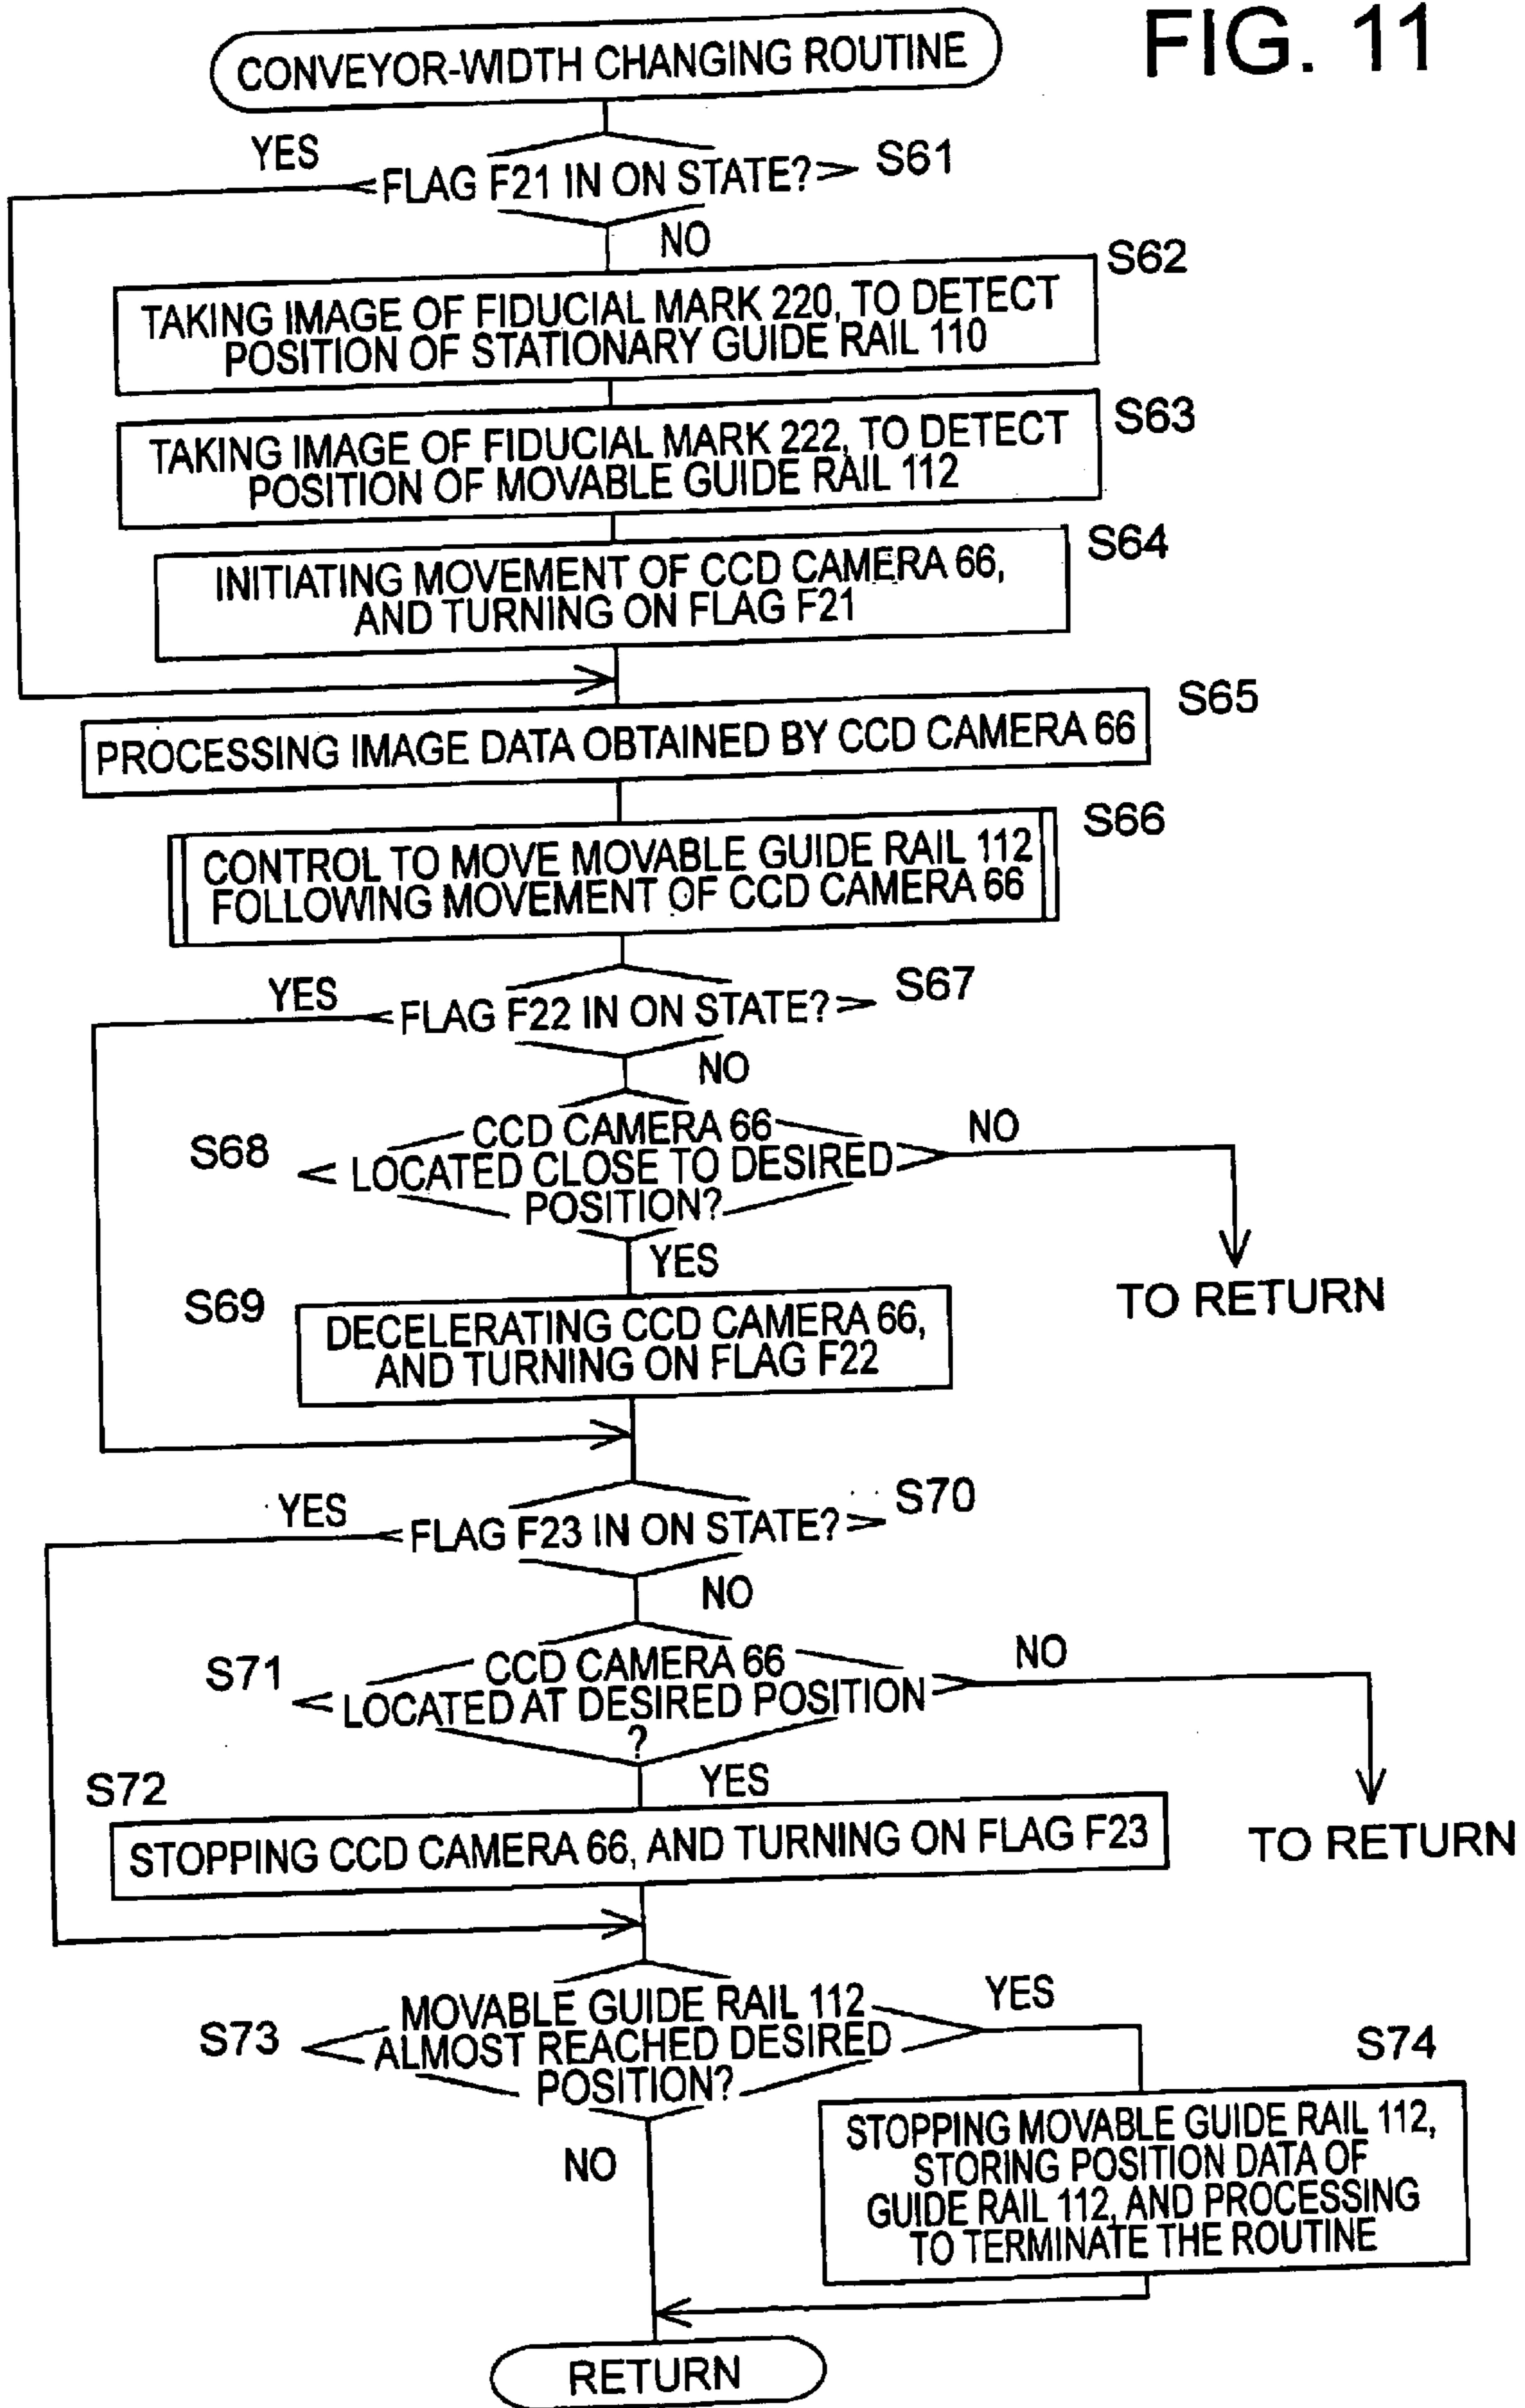 FIG. 11
CONVEYOR-WIDTH CHANGING ROUTINE
YES
FLAG F21 IN ON STATE?
S61
NO
S62
TAKING IMAGE OF FIDUCIAL MARK 220, TO DETECT
POSITION OF STATIONARY GUIDE RAIL 110
S63
TAKING IMAGE OF FIDUCIAL MARK 222, TO DETECT
POSITION OF MOVABLE GUIDE RAIL 112
S64
INITIATING MOVEMENT OF CCD CAMERA 66,
AND TURNING ON FLAG F21
S65
PROCESSING IMAGE DATA OBTAINED BY CCD CAMERA 66
S66
CONTROL TO MOVE MOVABLE GUIDE RAIL 112
FOLLOWING MOVEMENT OF CCD CAMERA 66
YES
FLAG F22 IN ON STATE?
S67
NO
S68
CCD CAMERA 66
LOCATED CLOSE TO DESIRED
POSITION?
NO
YES
TO RETURN
S69
DECELERATING CCD CAMERA 66,
AND TURNING ON FLAG F22
YES
FLAG F23 IN ON STATE?
S70
NO
S71
CCD CAMERA 66
LOCATED AT DESIRED POSITION
?
NO
YES
TO RETURN
S72
STOPPING CCD CAMERA 66, AND TURNING ON FLAG F23
S73
MOVABLE GUIDE RAIL 112
ALMOST REACHED DESIRED
POSITION?
YES
NO
S74
STOPPING MOVABLE GUIDE RAIL 112,
STORING POSITION DATA OF
GUIDE RAIL 112, AND PROCESSING
TO TERMINATE THE ROUTINE
RETURN